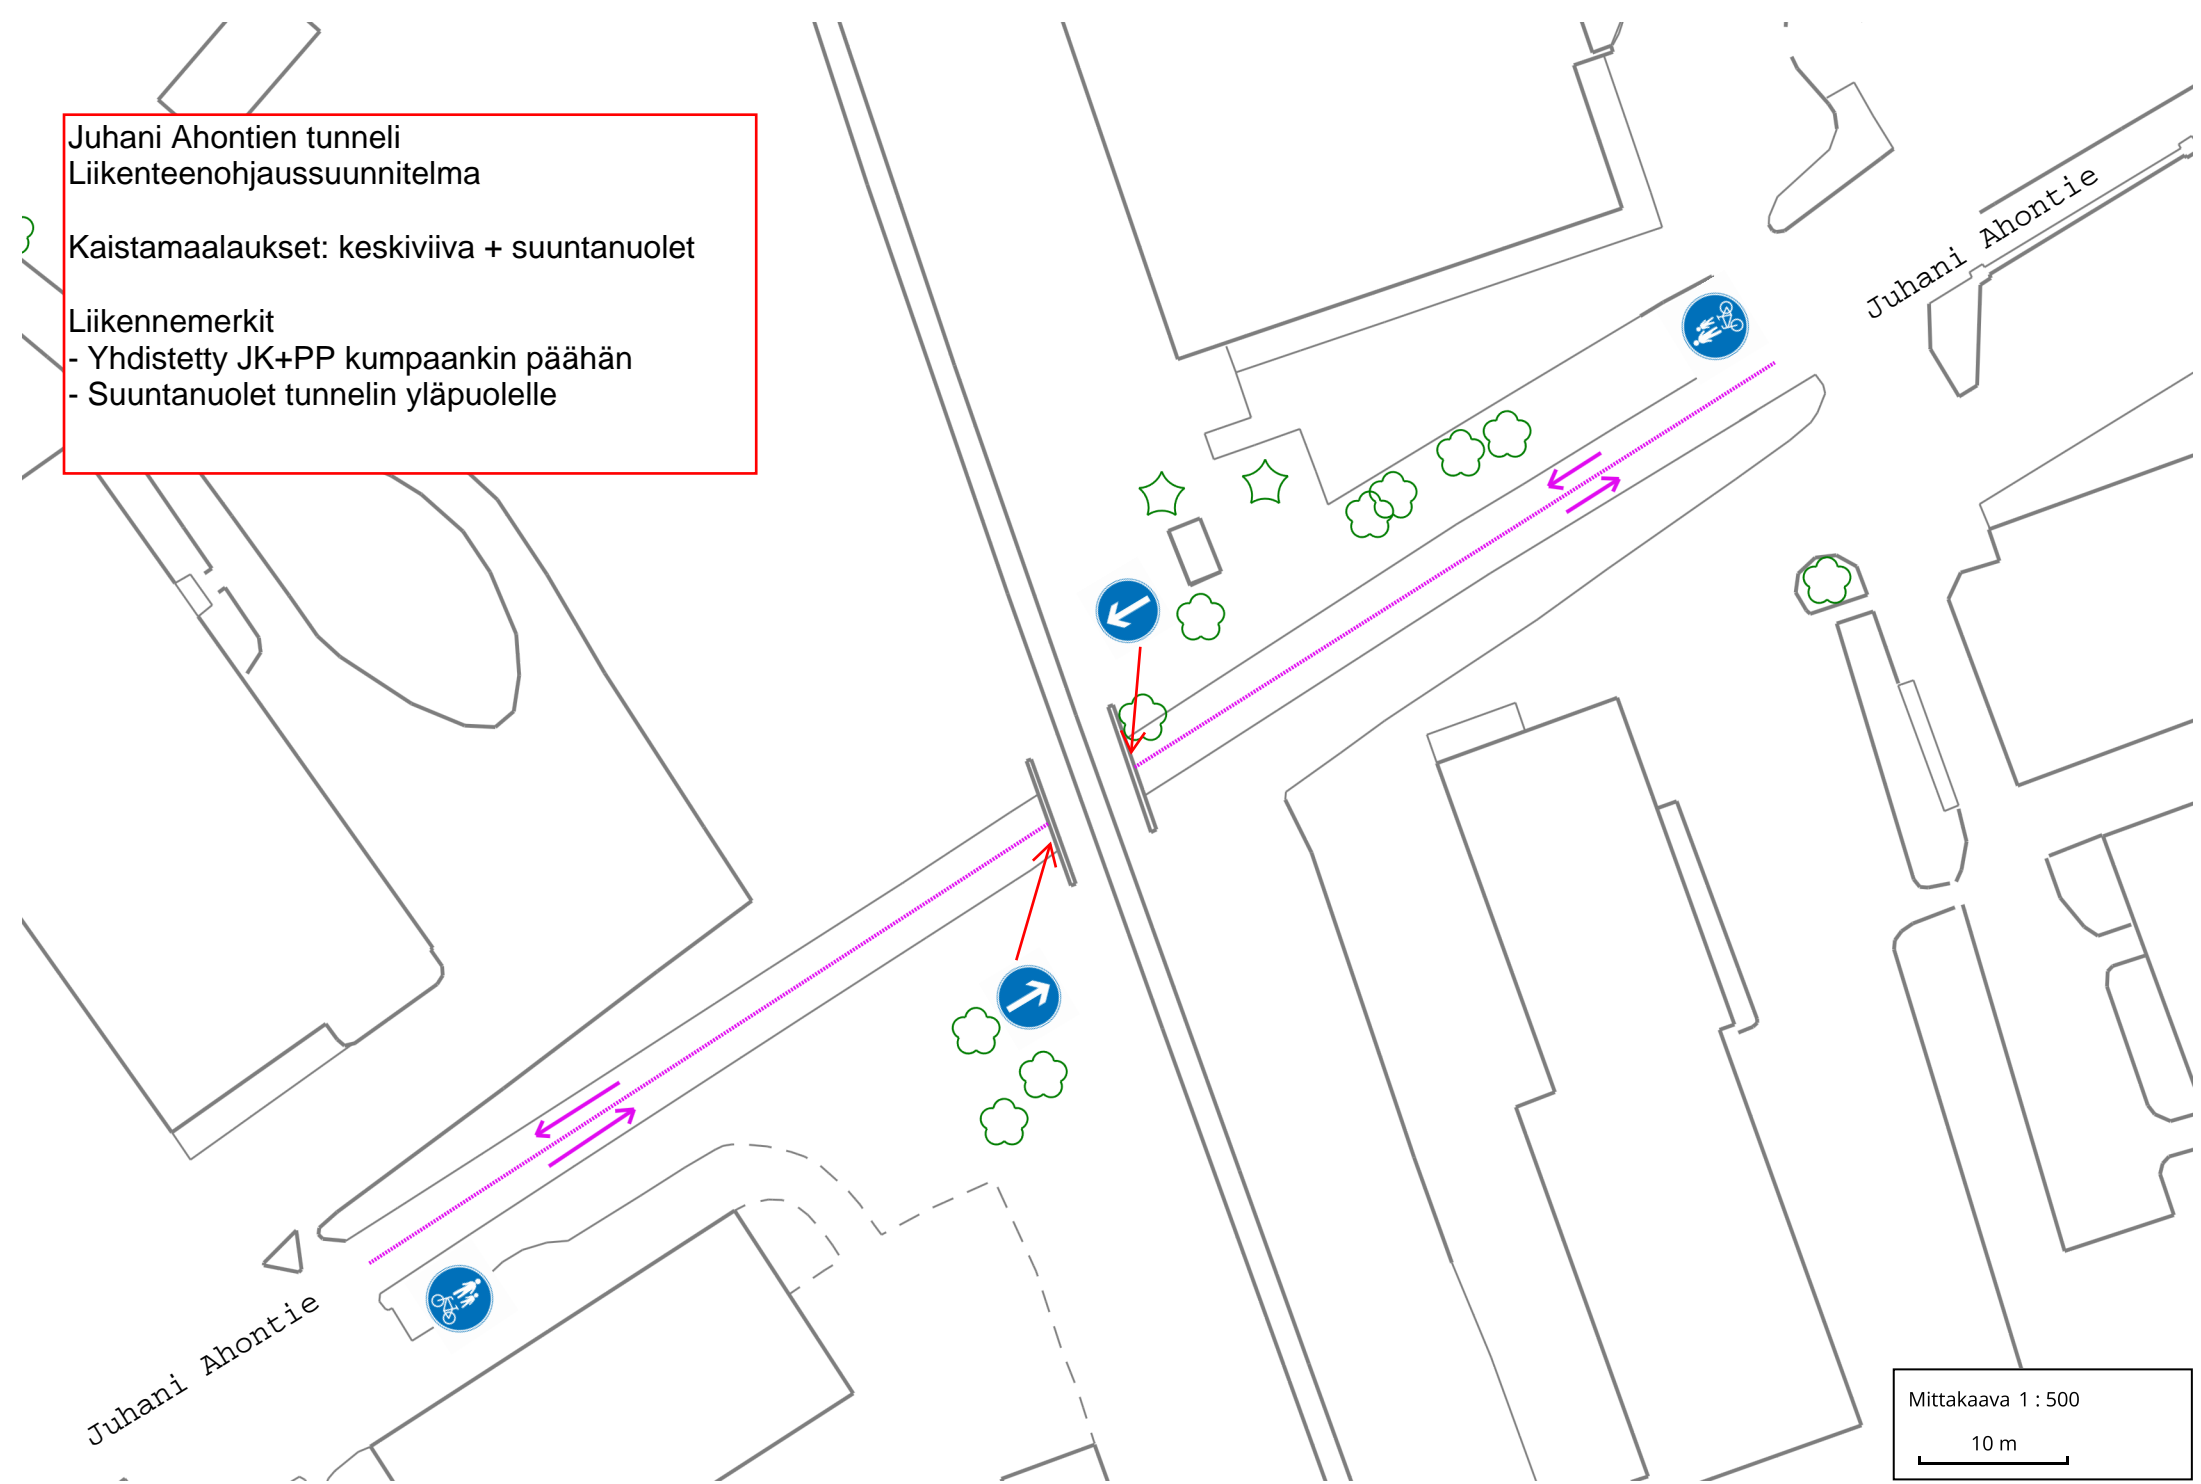 Juhani Ahontien tunneli
Liikenteenohjaussuunnitelma
Kaistamaalaukset: keskiviiva + suuntanuolet
Liikennemerkit
- Yhdistetty JK+PP kumpaankin päähän
- Suuntanuolet tunnelin yläpuolelle
Juhani Ahontie
Juhani Ahontie
Mittakaava 1 : 500
10 m